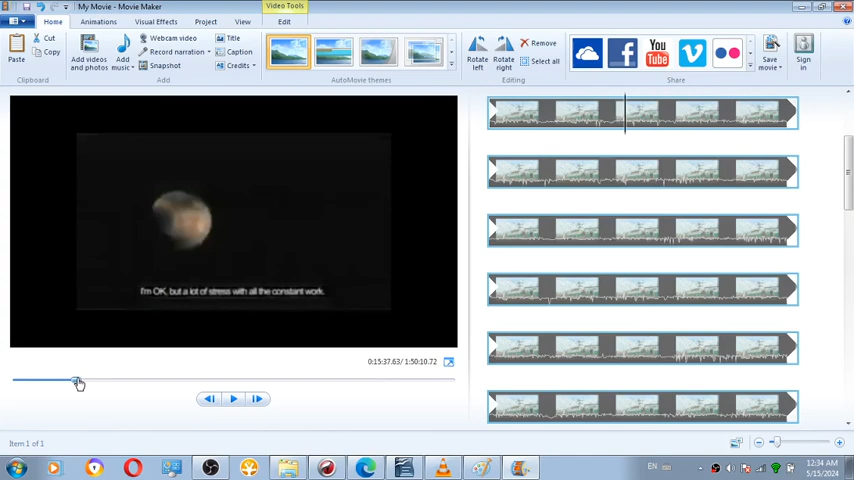 My Movie - Movie Maker
Video Tools
Home
Animations
Visual Effects
Project
View
Edit
Paste
Cut
Copy
Clipboard
Add videos
and photos
Add
music
Webcam video
Record narration
Snapshot
Title
Caption
Credits
Add
AutoMovie themes
Rotate
left
Rotate
right
Remove
Select all
Editing
You
Tube
Share
Save
movie
Sign
in
I'm OK, but a lot of stress with all the constant work.
0:15:37.63/ 1:50:10.72
Item 1 of 1
EN
12:34 AM
5/15/2024